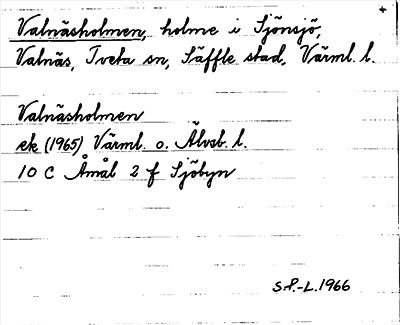 Valnäsholmen, holme i Sjönsjö,
Valnäs, Tveta sn, Säffle stad, Värml. l.
Valnäsholmen
ek (1965) Värml. o. Älvsb. l.
10 C Åmål 2 f Sjöbyn
S.P.-L. 1966